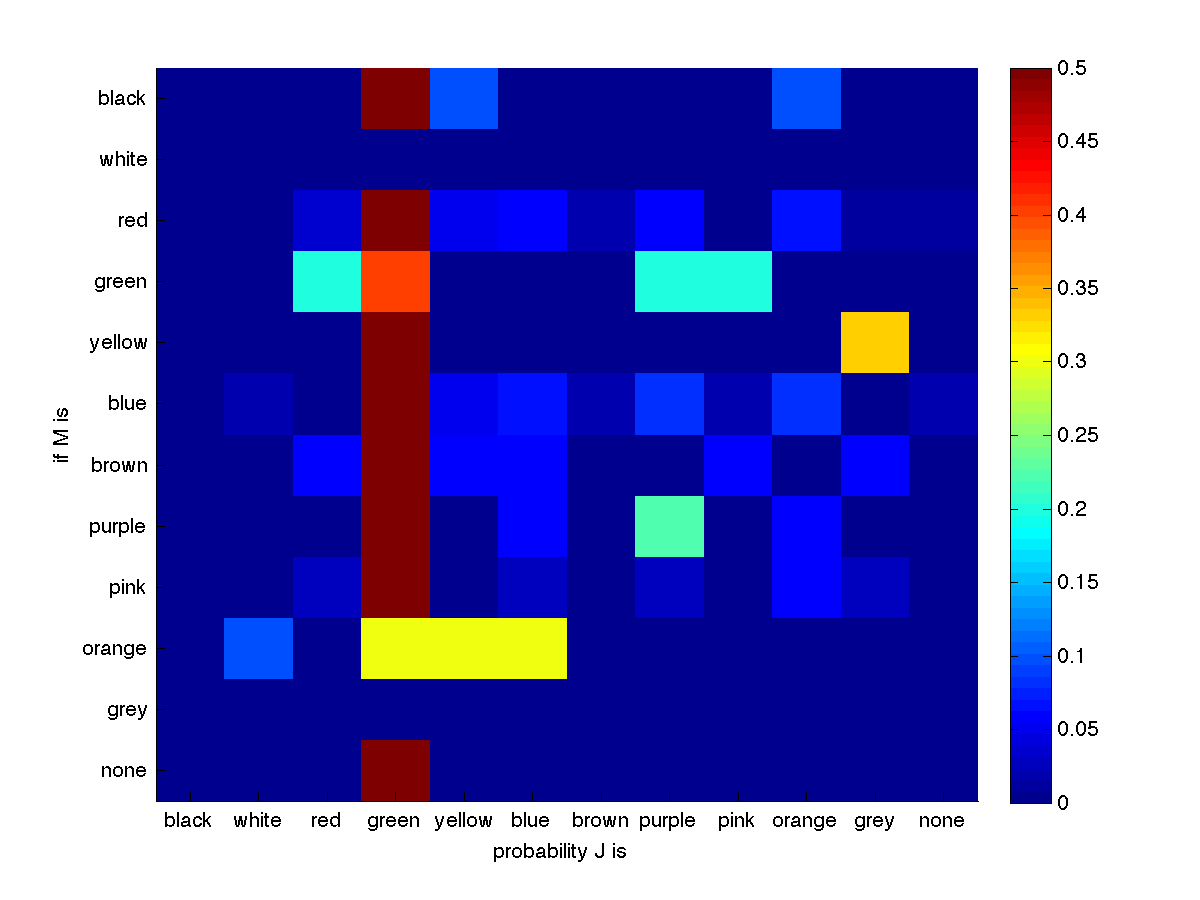 black
white
red
green
yellow
blue
brown
purple
pink
orange
grey
none
if M is
black white red green yellow blue brown purple pink orange grey none
probability J is
0.5
0.45
0.4
0.35
0.3
0.25
0.2
0.15
0.1
0.05
0